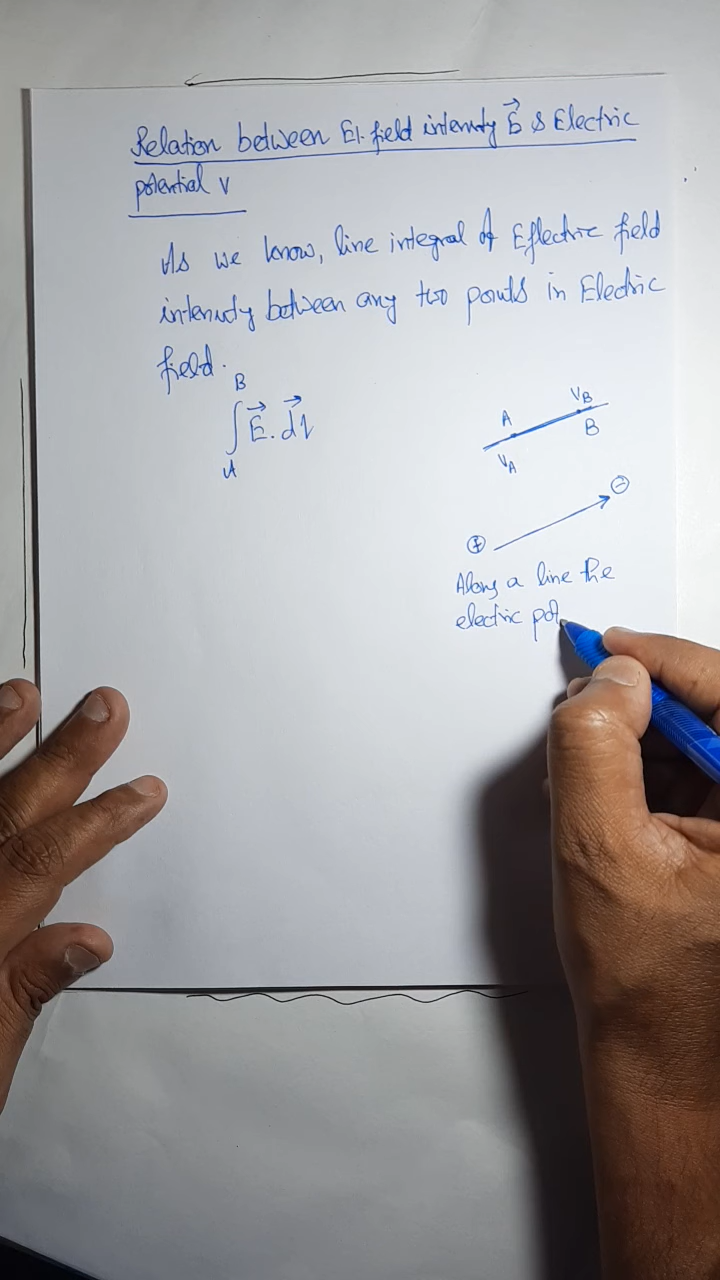 Relation between El. field intensity E & Electric
potential V
As we know, line integral of Eflectric field
intensity between any two points in Electric
field.
B
∫ E . dl
A
A VB
VA B
+ −
Along a line the
electric pot